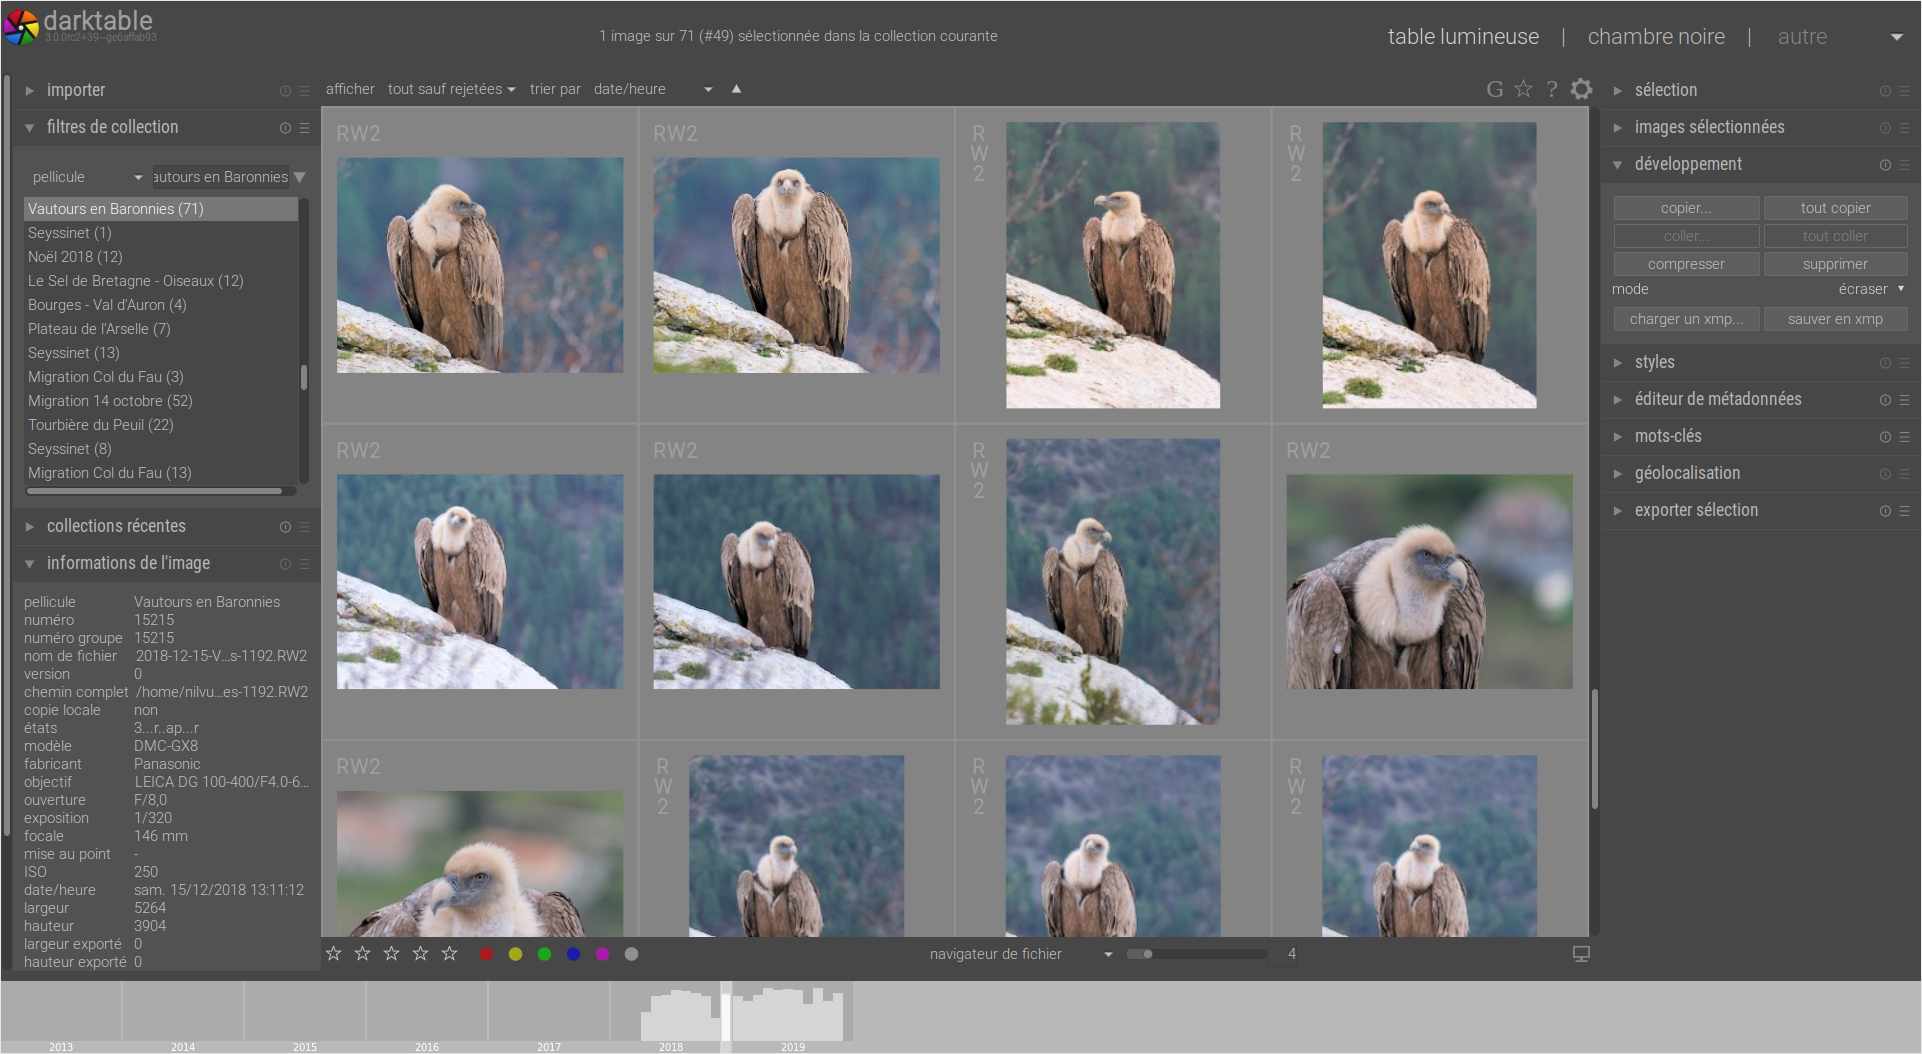 darktable
3.0.0rc2+39~ge6affab93
1 image sur 71 (#49) sélectionnée dans la collection courante
table lumineuse | chambre noire | autre
importer
filtres de collection
pellicule autours en Baronnies
Vautours en Baronnies (71)
Seyssinet (1)
Noël 2018 (12)
Le Sel de Bretagne - Oiseaux (12)
Bourges - Val d'Auron (4)
Plateau de l'Arselle (7)
Seyssinet (13)
Migration Col du Fau (3)
Migration 14 octobre (52)
Tourbière du Peuil (22)
Seyssinet (8)
Migration Col du Fau (13)
collections récentes
informations de l'image
pellicule Vautours en Baronnies
numéro 15215
numéro groupe 15215
nom de fichier 2018-12-15-V...s-1192.RW2
version 0
chemin complet /home/nilvu...es-1192.RW2
copie locale non
états 3...r..ap...r
modèle DMC-GX8
fabricant Panasonic
objectif LEICA DG 100-400/F4.0-6...
ouverture F/8,0
exposition 1/320
focale 146 mm
mise au point -
ISO 250
date/heure sam. 15/12/2018 13:11:12
largeur 5264
hauteur 3904
largeur exporté 0
hauteur exporté 0
afficher tout sauf rejetées trier par date/heure
G ?
RW2 RW2 RW2 RW2
RW2 RW2 RW2 RW2
RW2 RW2 RW2 RW2
navigateur de fichier 4
sélection
images sélectionnées
développement
copier... tout copier
coller... tout coller
compresser supprimer
mode écraser
charger un xmp... sauver en xmp
styles
éditeur de métadonnées
mots-clés
géolocalisation
exporter sélection
2013 2014 2015 2016 2017 2018 2019